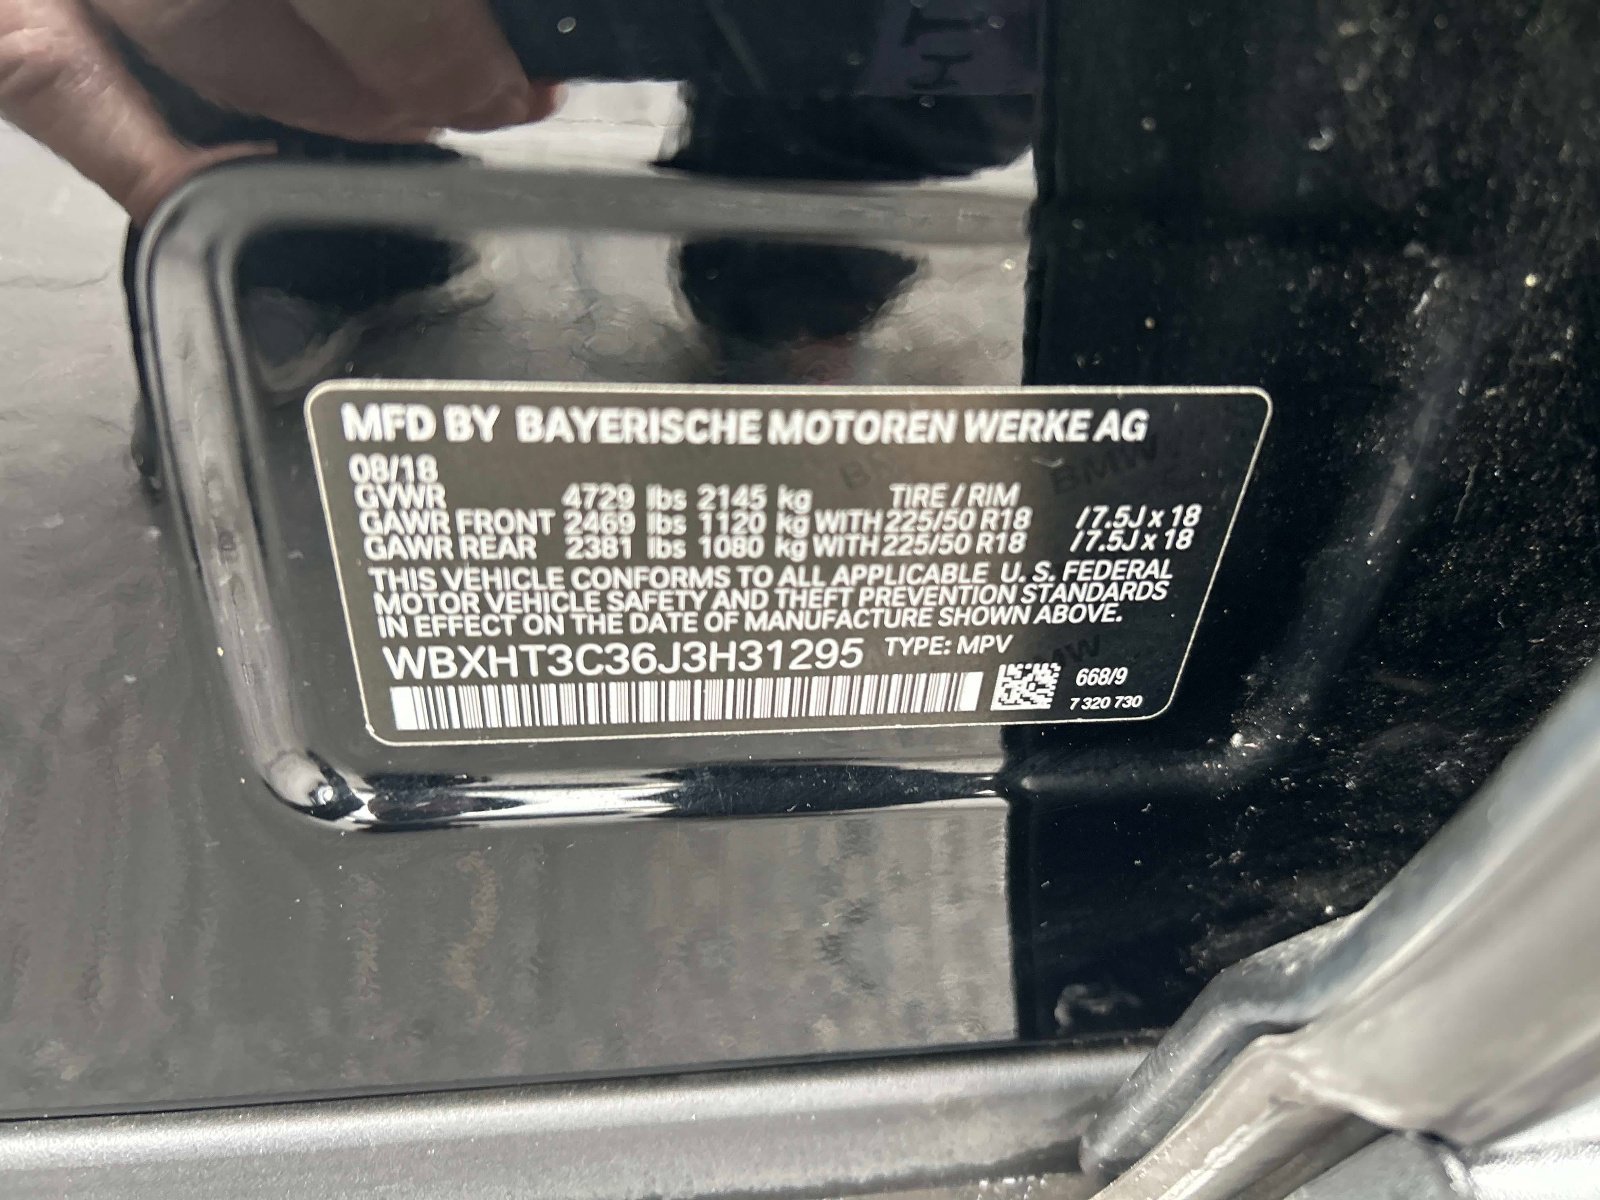 MFD BY BAYERISCHE MOTOREN WERKE AG
08/18
GVWR 4729 lbs 2145 kg TIRE / RIM
GAWR FRONT 2469 lbs 1120 kg WITH 225/50 R18 / 7.5J x 18
GAWR REAR 2381 lbs 1080 kg WITH 225/50 R18 / 7.5J x 18
THIS VEHICLE CONFORMS TO ALL APPLICABLE U. S. FEDERAL
MOTOR VEHICLE SAFETY AND THEFT PREVENTION STANDARDS
IN EFFECT ON THE DATE OF MANUFACTURE SHOWN ABOVE.
WBXHT3C36J3H31295 TYPE: MPV
668/9
7 320 730
BMW